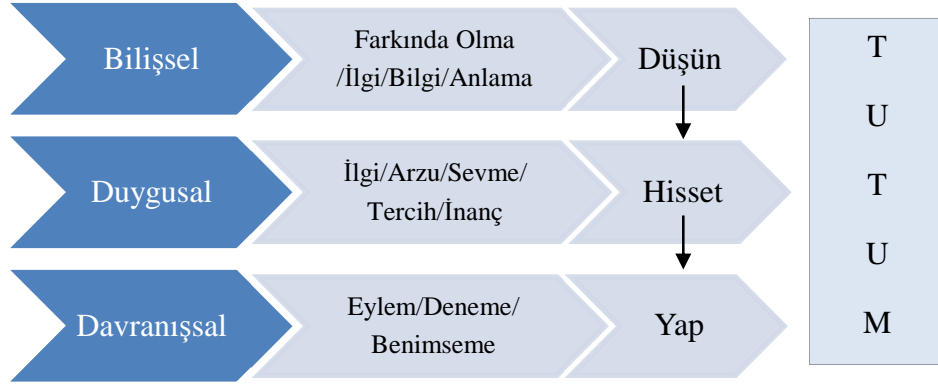 Bilişsel
Farkında Olma
/İlgi/Bilgi/Anlama
Düşün
Duygusal
İlgi/Arzu/Sevme/
Tercih/İnanç
Hisset
Davranışsal
Eylem/Deneme/
Benimseme
Yap
T
U
T
U
M